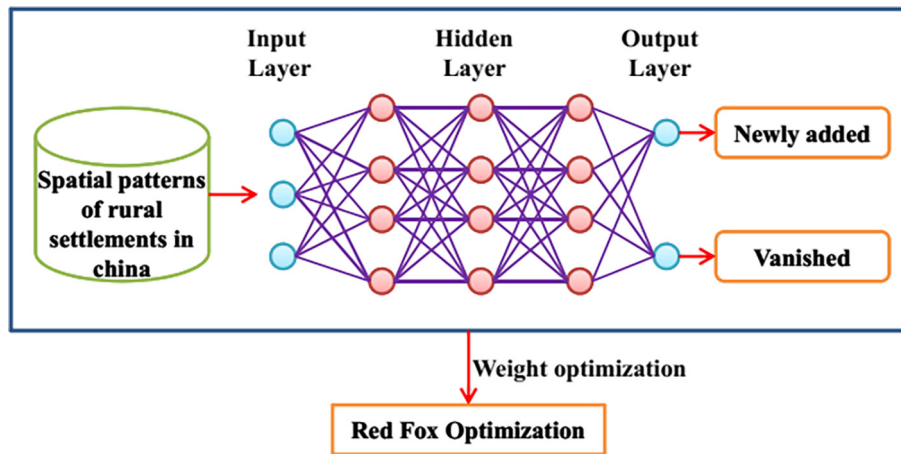 Input
Layer
Hidden
Layer
Output
Layer
Spatial patterns
of rural
settlements in
china
Newly added
Vanished
Weight optimization
Red Fox Optimization